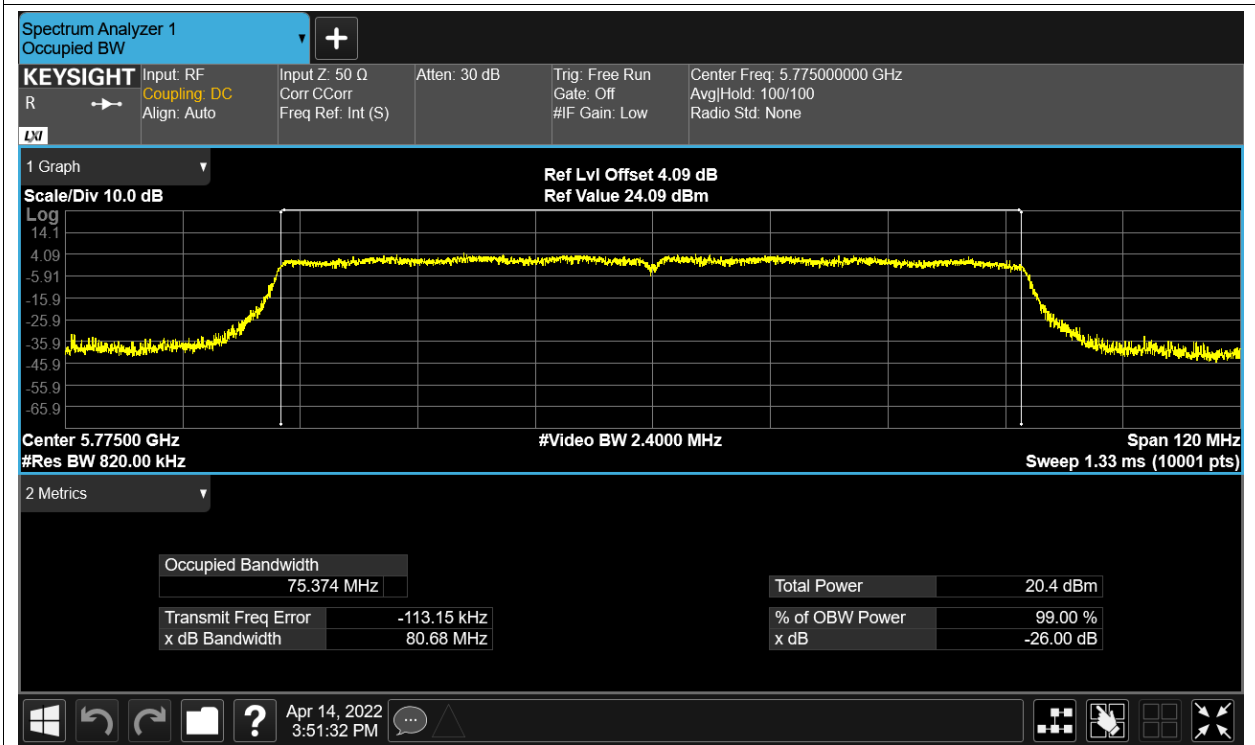 Spectrum Analyzer 1
Occupied BW
KEYSIGHT
R
LXI
Input: RF
Coupling: DC
Align: Auto
Input Z: 50 Ω
Corr CCorr
Freq Ref: Int (S)
Atten: 30 dB
Trig: Free Run
Gate: Off
#IF Gain: Low
Center Freq: 5.775000000 GHz
Avg|Hold: 100/100
Radio Std: None
1 Graph
Scale/Div 10.0 dB
Ref Lvl Offset 4.09 dB
Ref Value 24.09 dBm
Log
14.1
4.09
-5.91
-15.9
-25.9
-35.9
-45.9
-55.9
-65.9
Center 5.77500 GHz
#Res BW 820.00 kHz
#Video BW 2.4000 MHz
Span 120 MHz
Sweep 1.33 ms (10001 pts)
2 Metrics
Occupied Bandwidth
75.374 MHz
Transmit Freq Error -113.15 kHz
x dB Bandwidth 80.68 MHz
Total Power 20.4 dBm
% of OBW Power 99.00 %
x dB -26.00 dB
?
Apr 14, 2022
3:51:32 PM